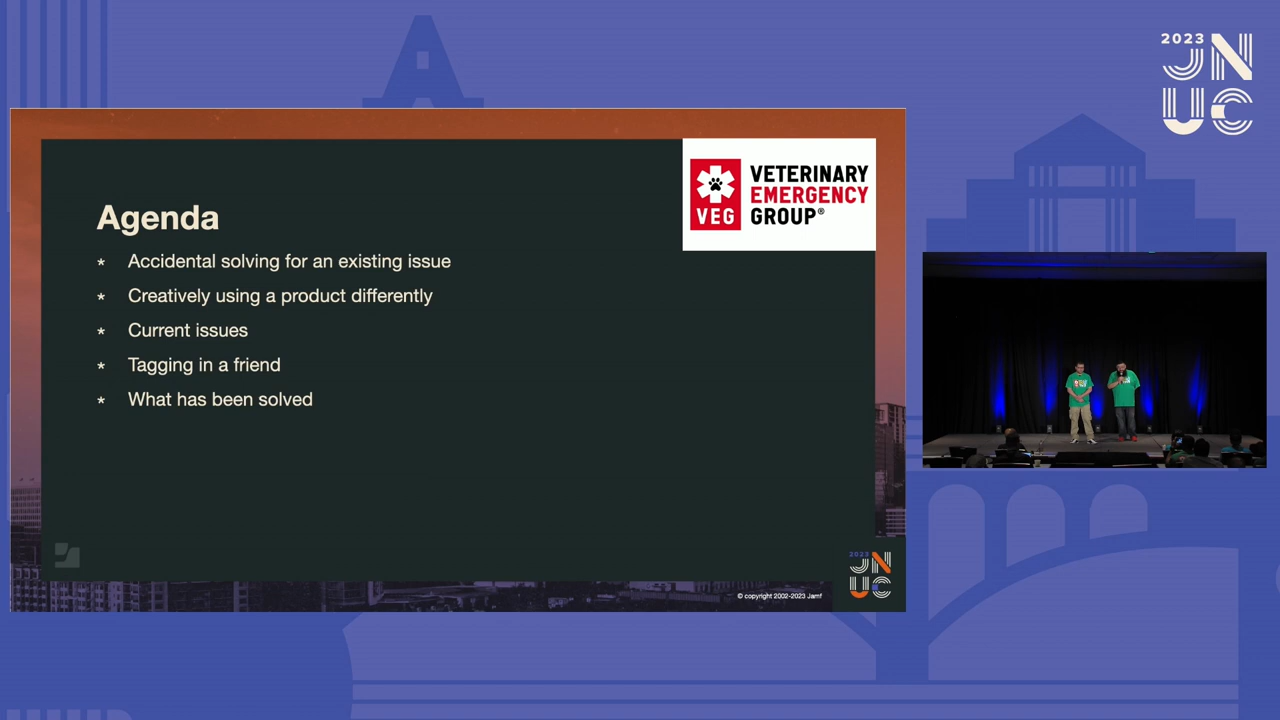 2023
JN
UC
VETERINARY
EMERGENCY
GROUP®
VEG
Agenda
* Accidental solving for an existing issue
* Creatively using a product differently
* Current issues
* Tagging in a friend
* What has been solved
2023
JN
UC
© copyright 2002-2023 Jamf